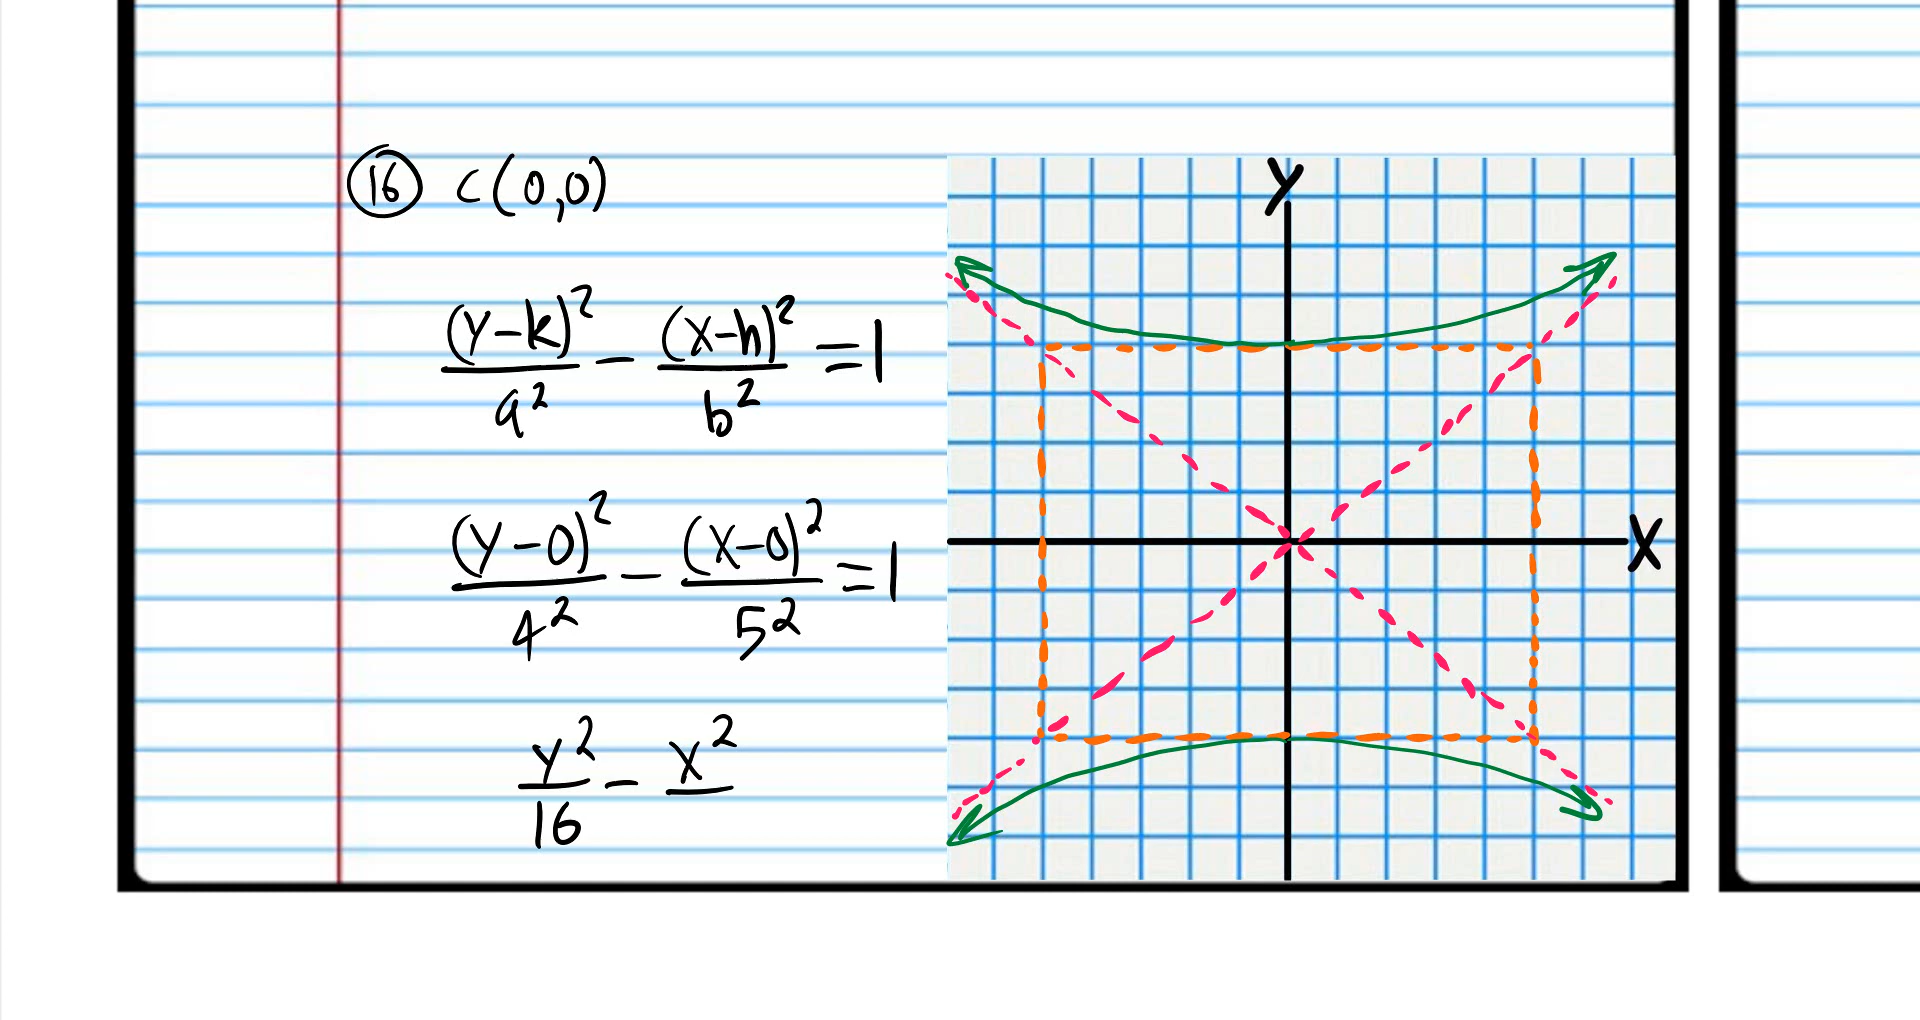 16 C(0,0)
(y-k)²/a² - (x-h)²/b² = 1
(y-0)²/4² - (x-0)²/5² = 1
y²/16 - x²/
Y
X